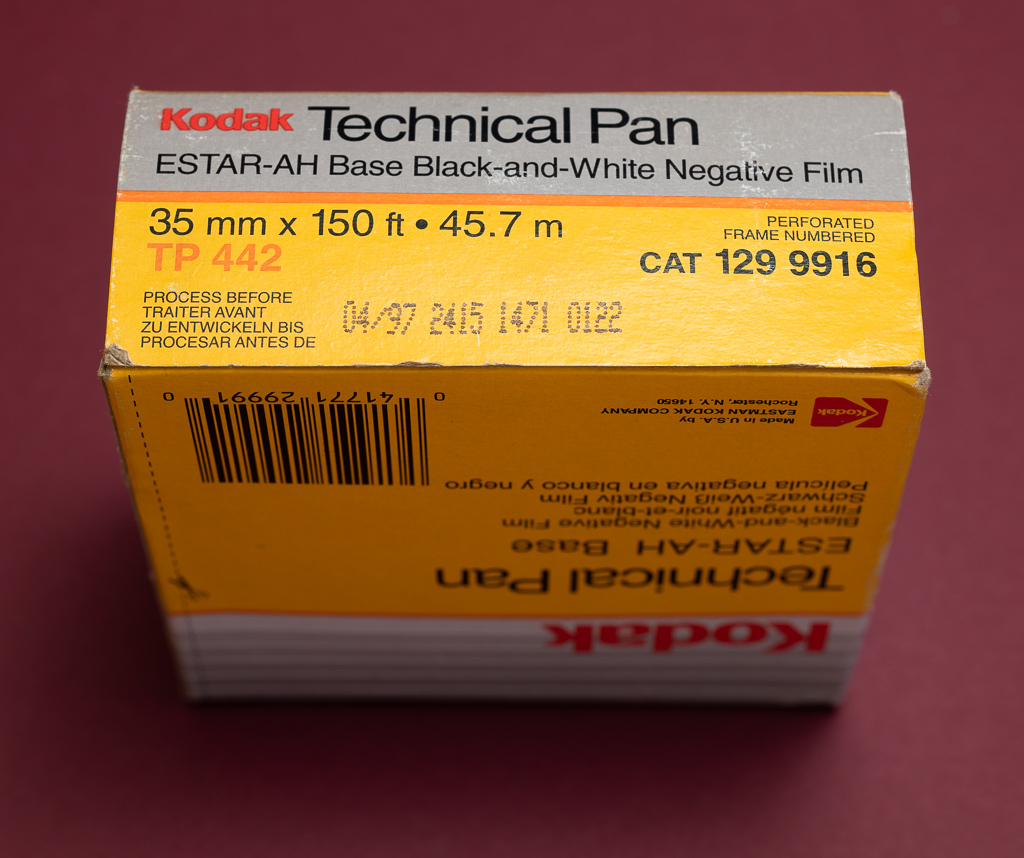 Kodak Technical Pan
ESTAR-AH Base Black-and-White Negative Film
35 mm x 150 ft • 45.7 m
TP 442
PERFORATED
FRAME NUMBERED
CAT 129 9916
PROCESS BEFORE
TRAITER AVANT
ZU ENTWICKELN BIS
PROCESAR ANTES DE
04/97 2415 1471 0122
Kodak
Technical Pan
ESTAR-AH Base
Black-and-White Negative Film
Film négatif noir-et-blanc
Schwarz-Weiß Negativ Film
Película negativa en blanco y negro
Kodak
Made in U.S.A. by
EASTMAN KODAK COMPANY
Rochester, N.Y. 14650
0 41771 29991 0